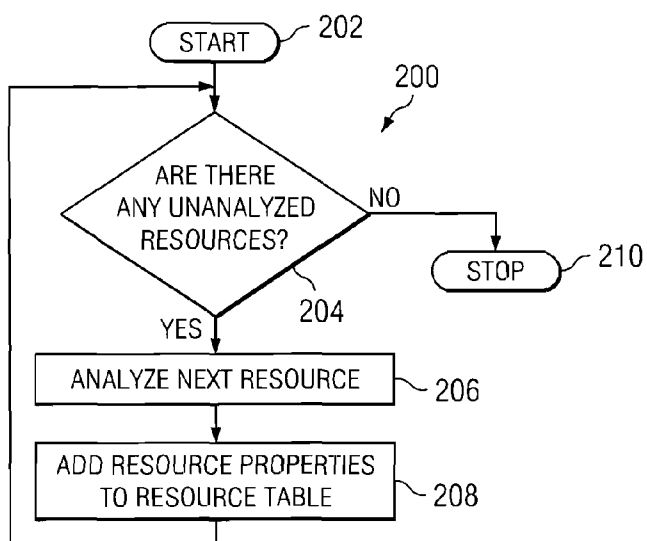 START
202
200
ARE THERE
ANY UNANALYZED
RESOURCES?
NO
STOP
210
204
YES
ANALYZE NEXT RESOURCE
206
ADD RESOURCE PROPERTIES
TO RESOURCE TABLE
208